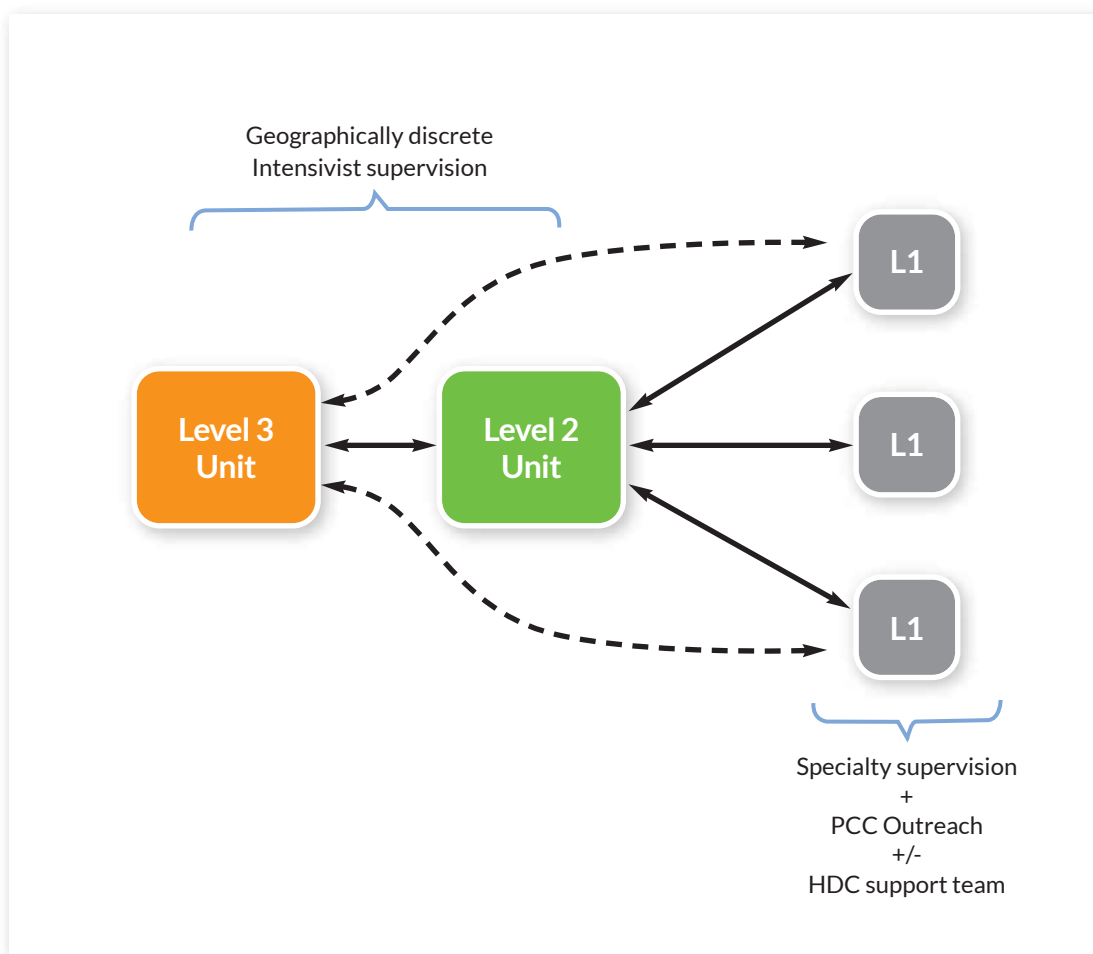 Geographically discrete
Intensivist supervision
L1
Level 3
Unit
Level 2
Unit
L1
L1
Specialty supervision
+
PCC Outreach
+/-
HDC support team